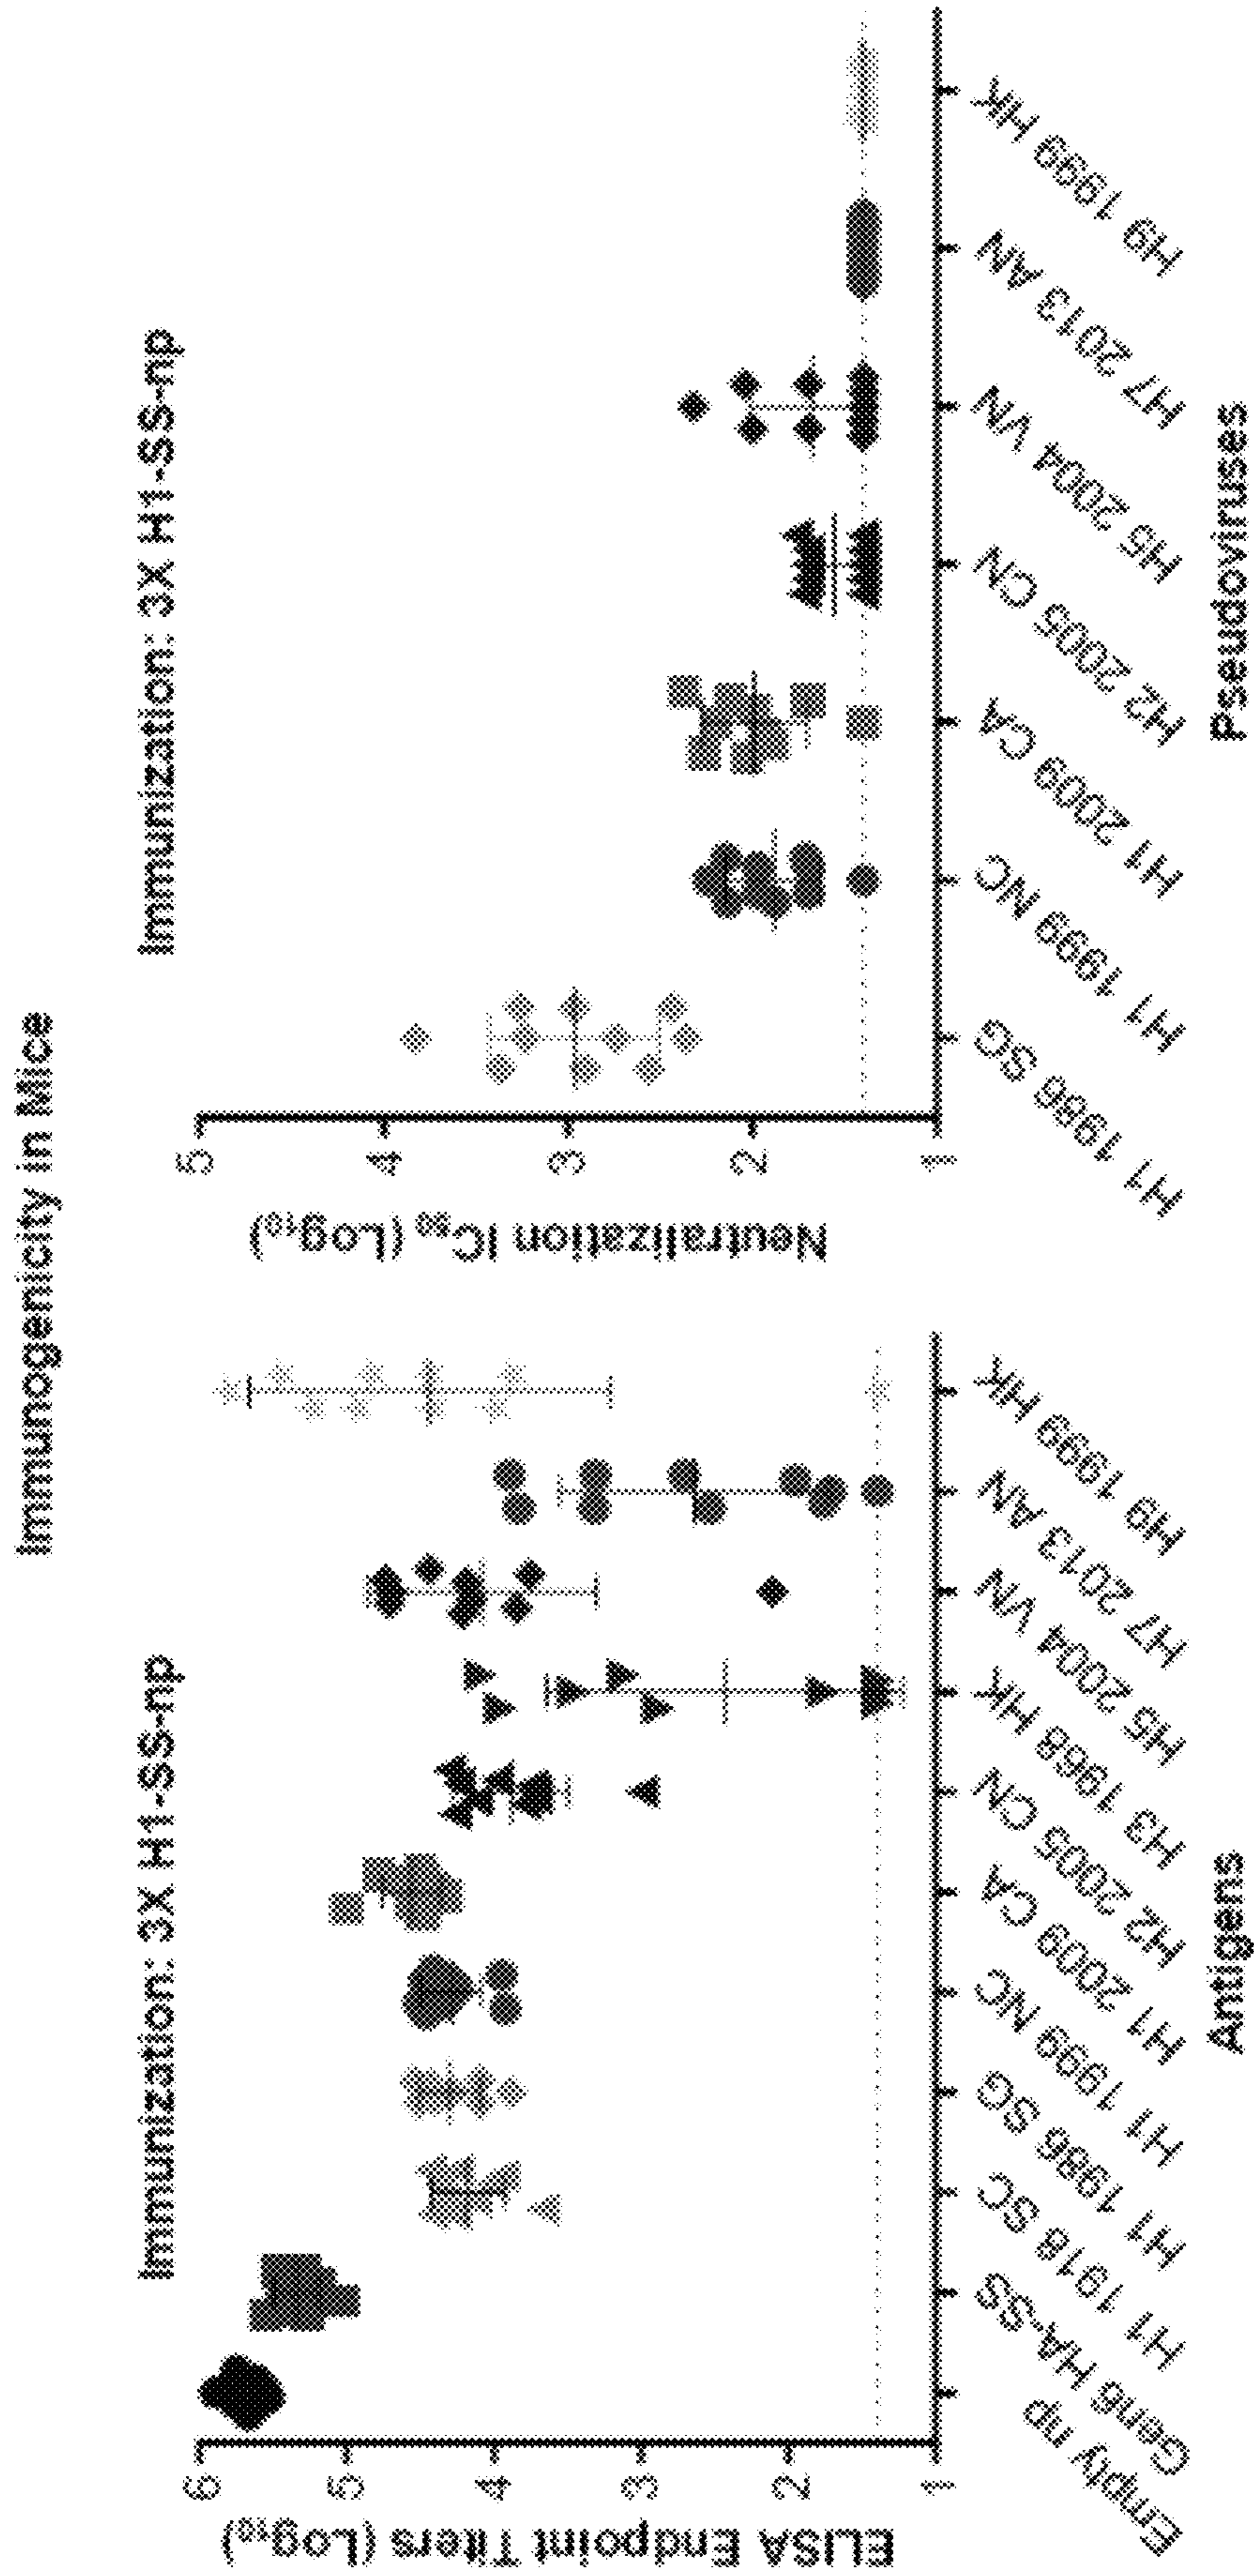 Immunogenicity in Mice
Immunization: 3X H1-SS-np
ELISA Endpoint Titers (Log₁₀)
6
5
4
3
2
1
Empty np
Gen6 HA-SS
H1 1918 SC
H1 1986 SG
H1 1999 NC
H1 2009 CA
H2 2005 CN
H3 1968 HK
H5 2004 VN
H7 2013 AN
H9 1999 HK
Antigens
Immunization: 3X H1-SS-np
Neutralization IC₅₀ (Log₁₀)
5
4
3
2
1
H1 1986 SG
H1 1999 NC
H1 2009 CA
H2 2005 CN
H5 2004 VN
H7 2013 AN
H9 1999 HK
Pseudoviruses